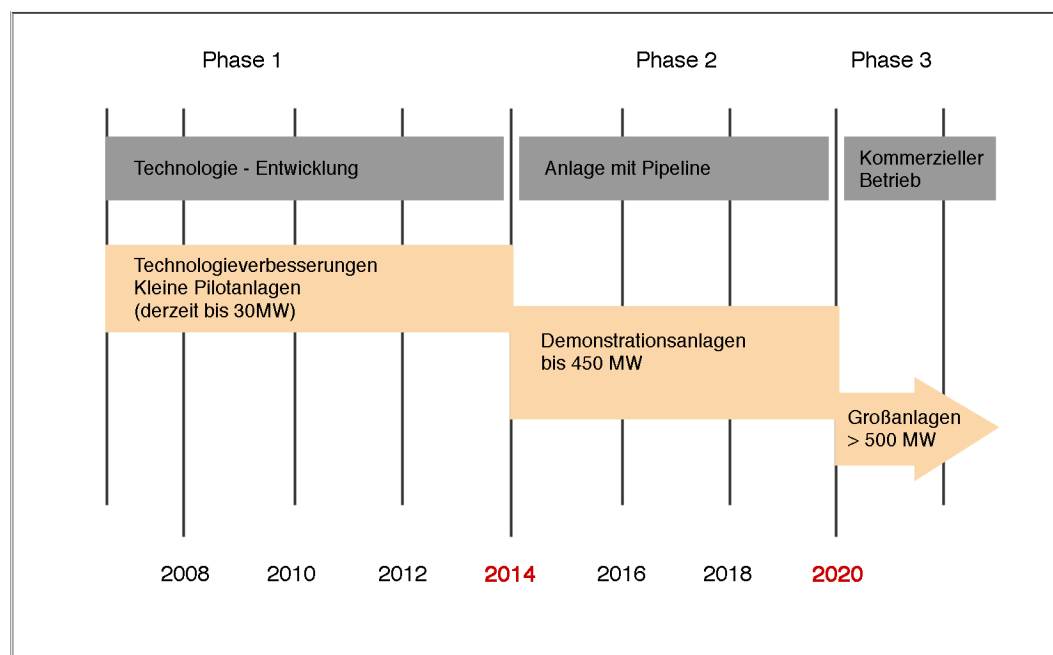 Phase 1
Phase 2
Phase 3
Technologie - Entwicklung
Anlage mit Pipeline
Kommerzieller
Betrieb
Technologieverbesserungen
Kleine Pilotanlagen
(derzeit bis 30MW)
Demonstrationsanlagen
bis 450 MW
Großanlagen
> 500 MW
2008
2010
2012
2014
2016
2018
2020